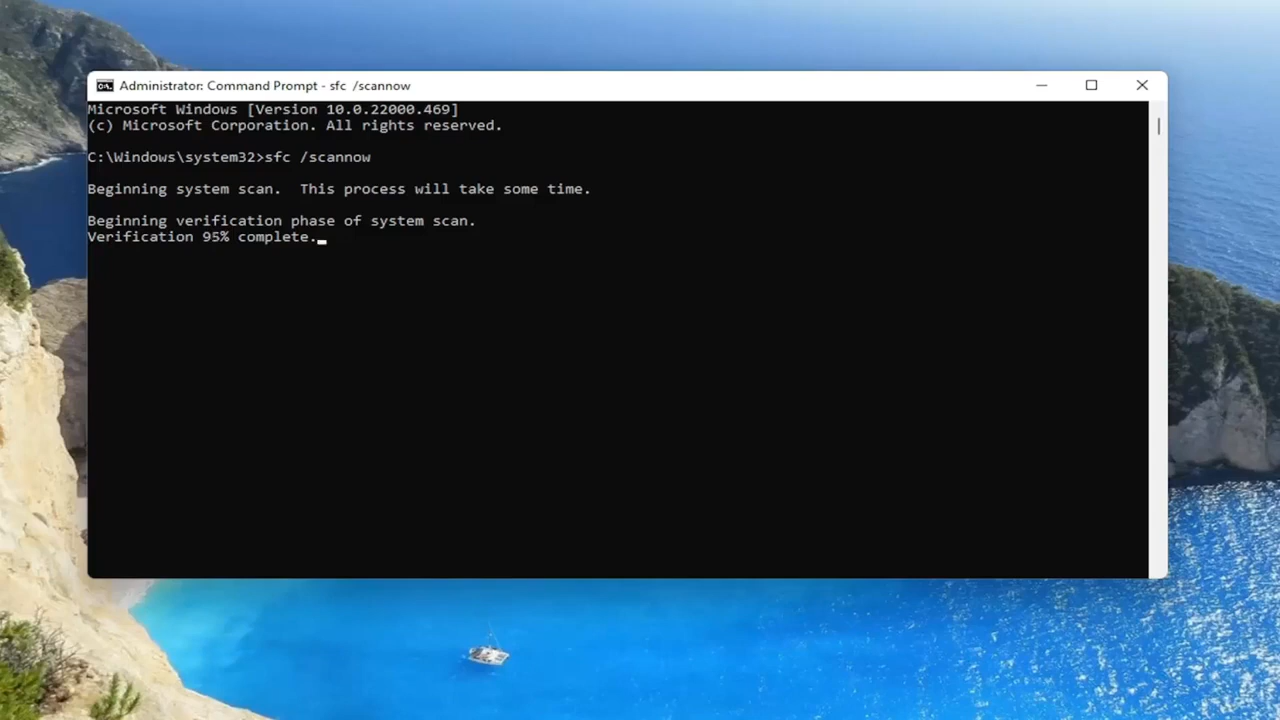 Administrator: Command Prompt - sfc  /scannow
Microsoft Windows [Version 10.0.22000.469]
(c) Microsoft Corporation. All rights reserved.
C:\Windows\system32>sfc /scannow
Beginning system scan.  This process will take some time.
Beginning verification phase of system scan.
Verification 95% complete.